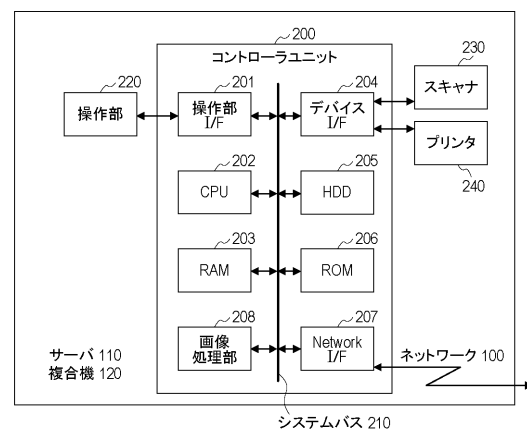 200
コントローラユニット
220
操作部
201
操作部
I/F
204
デバイス
I/F
230
スキャナ
プリンタ
240
202
CPU
205
HDD
203
RAM
206
ROM
208
画像
処理部
207
Network
I/F
サーバ 110
複合機 120
ネットワーク 100
システムバス 210